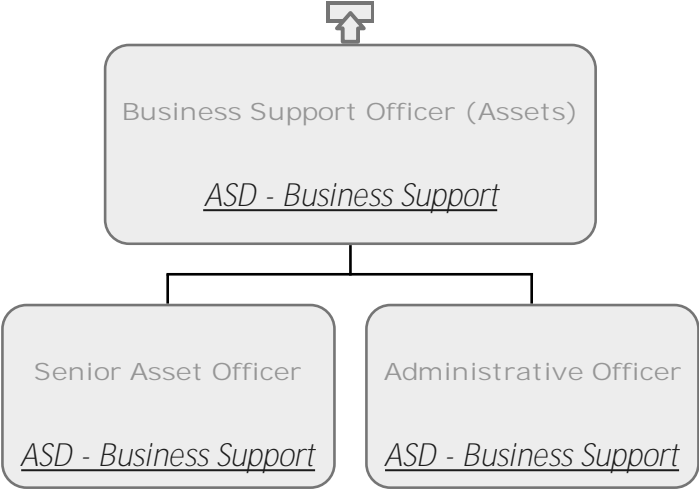 Business Support Officer (Assets)
ASD - Business Support
Senior Asset Officer
ASD - Business Support
Administrative Officer
ASD - Business Support